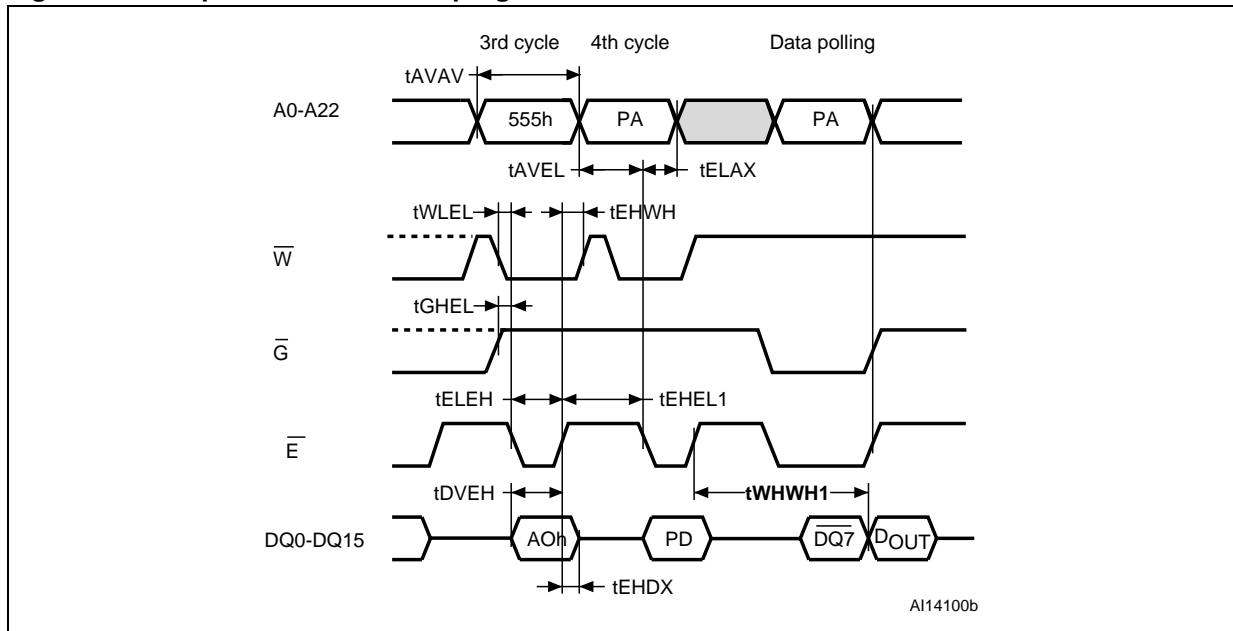 3rd cycle 4th cycle Data polling
tAVAV
A0-A22 555h PA PA
tAVEL tELAX
tWLEL tEHWH
W
tGHEL
G
tELEH tEHEL1
E
tDVEH tWHWH1
DQ0-DQ15 AOh PD DQ7 DOUT
tEHDX
AI14100b